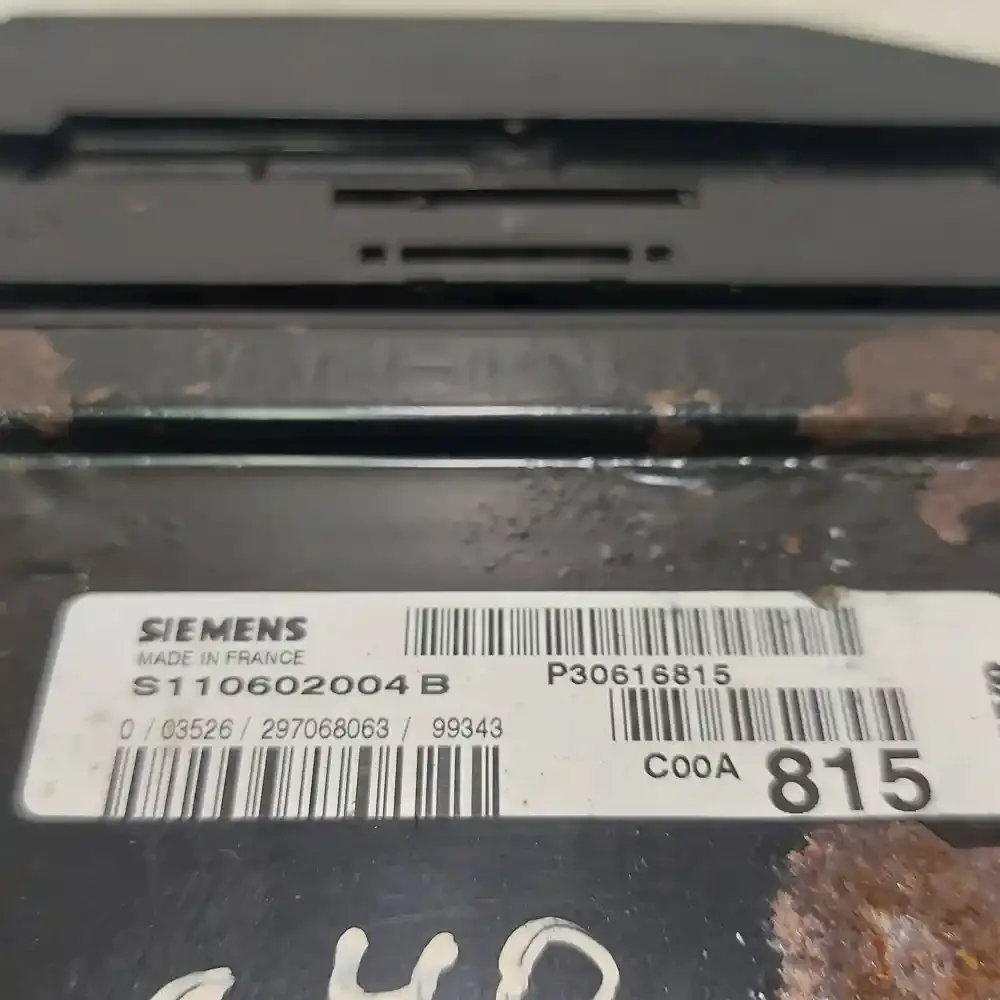 SIEMENS
MADE IN FRANCE
S110602004 B
P30616815
0 / 03526 / 297068063 / 99343
C00A 815